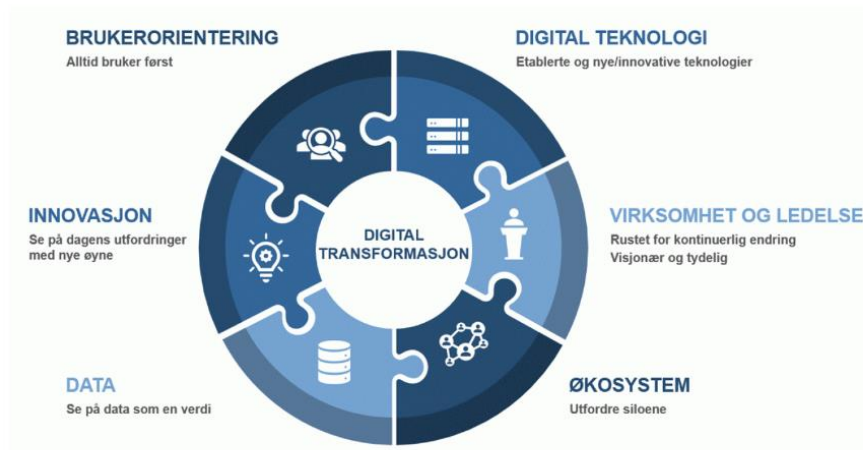 BRUKERORIENTERING
Alltid bruker først
DIGITAL TEKNOLOGI
Etablerte og nye/innovative teknologier
INNOVASJON
Se på dagens utfordringer
med nye øyne
DIGITAL
TRANSFORMASJON
VIRKSOMHET OG LEDELSE
Rustet for kontinuerlig endring
Visjonær og tydelig
DATA
Se på data som en verdi
ØKOSYSTEM
Utfordre siloene